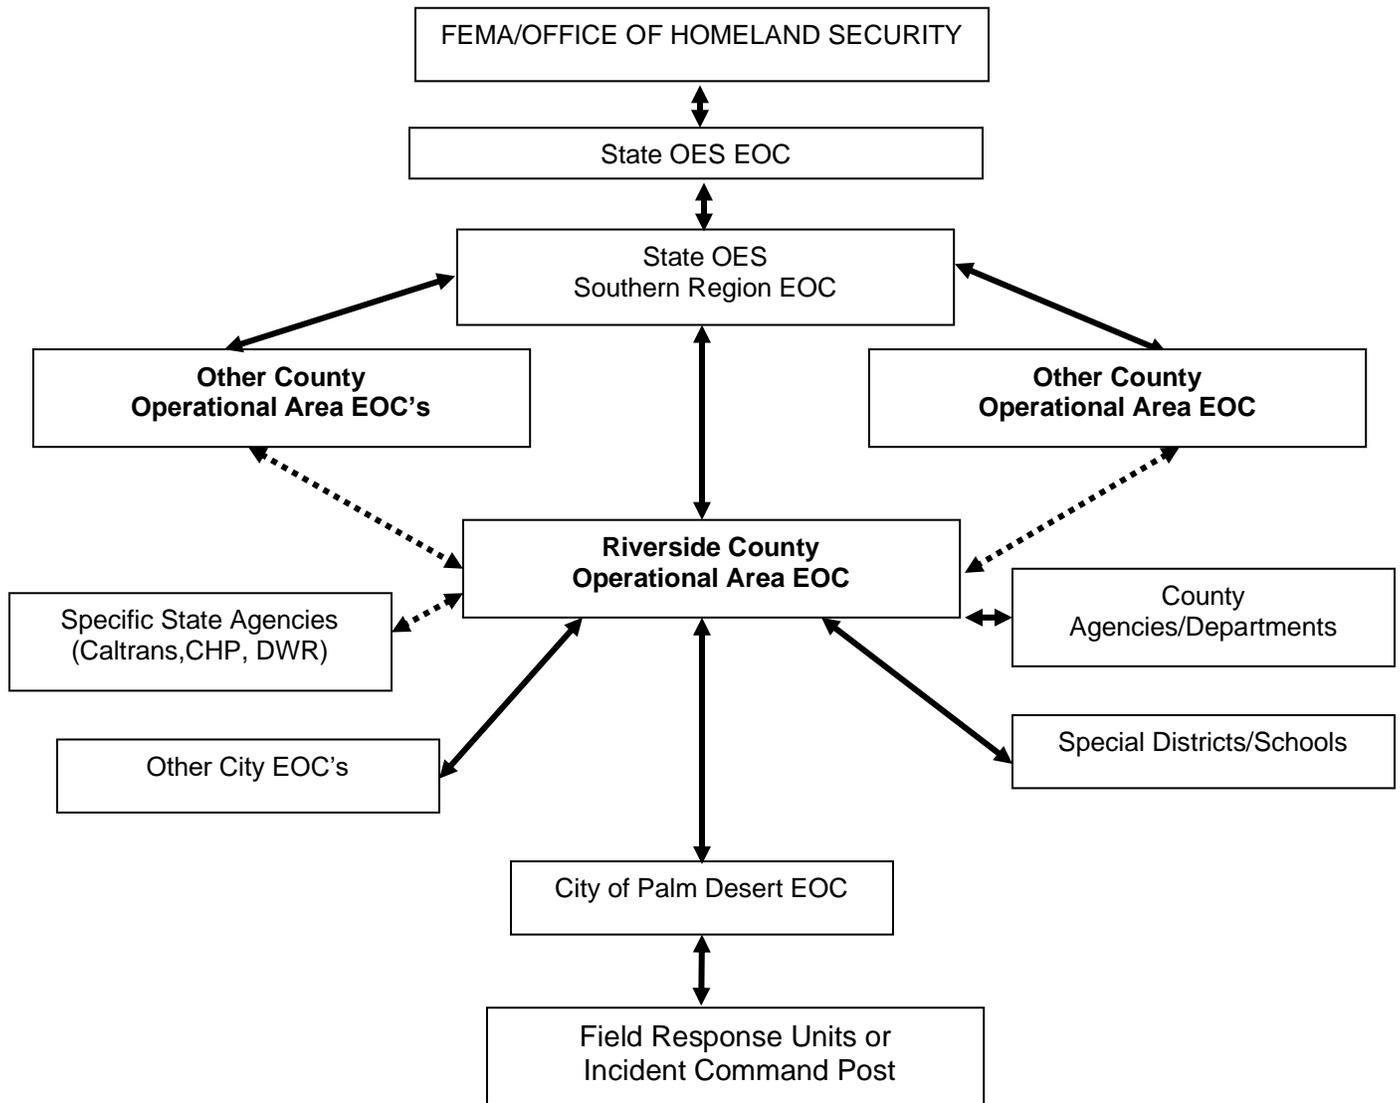 FEMA/OFFICE OF HOMELAND SECURITY
State OES EOC
State OES
Southern Region EOC
Other County
Operational Area EOC’s
Other County
Operational Area EOC
Riverside County
Operational Area EOC
Specific State Agencies
(Caltrans,CHP, DWR)
County
Agencies/Departments
Other City EOC’s
Special Districts/Schools
City of Palm Desert EOC
Field Response Units or
Incident Command Post